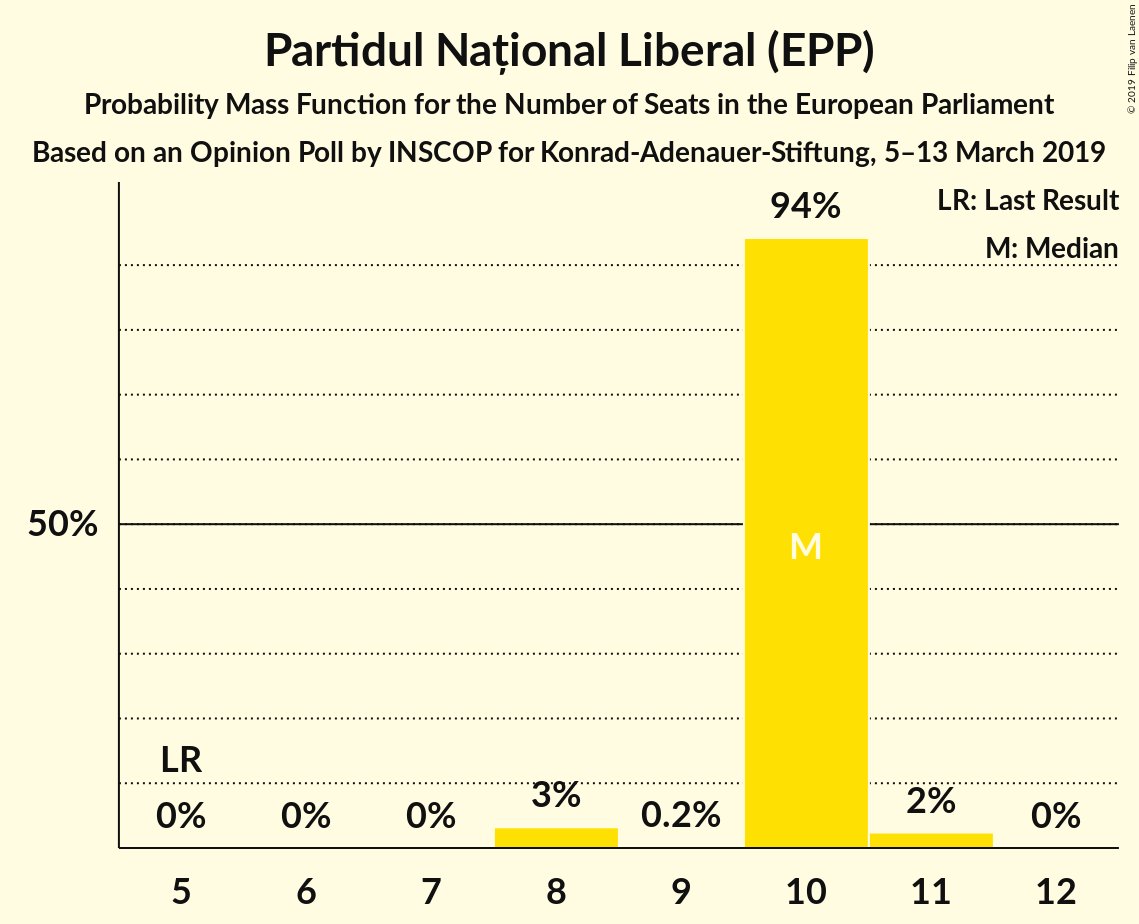 Partidul Național Liberal (EPP)
Probability Mass Function for the Number of Seats in the European Parliament
Based on an Opinion Poll by INSCOP for Konrad-Adenauer-Stiftung, 5–13 March 2019
© 2019 Filip van Laenen
LR: Last Result
M: Median
94%
50%
M
LR
0%
0%
0%
3%
0.2%
2%
0%
5
6
7
8
9
10
11
12